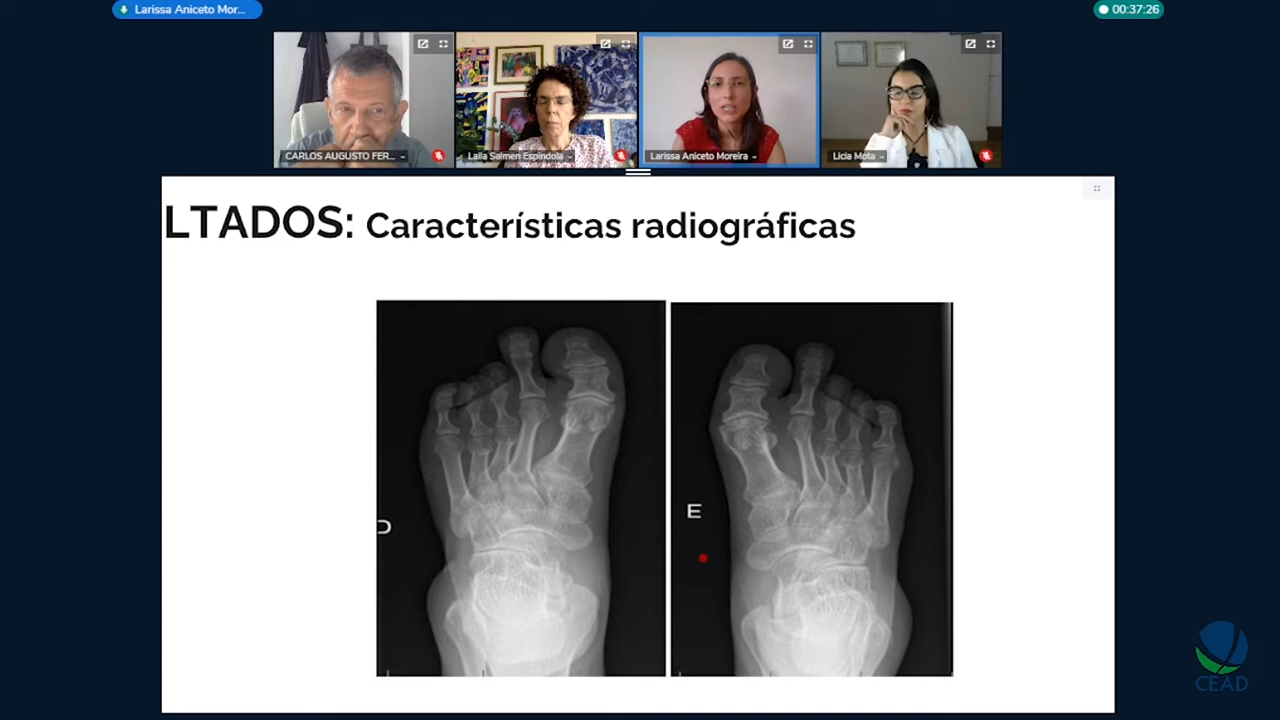 Larissa Aniceto Mor...
00:37:26
CARLOS AUGUSTO FER...
Laila Salmen Espindola
Larissa Aniceto Moreira
Licia Mota
LTADOS: Características radiográficas
D
E
CEAD